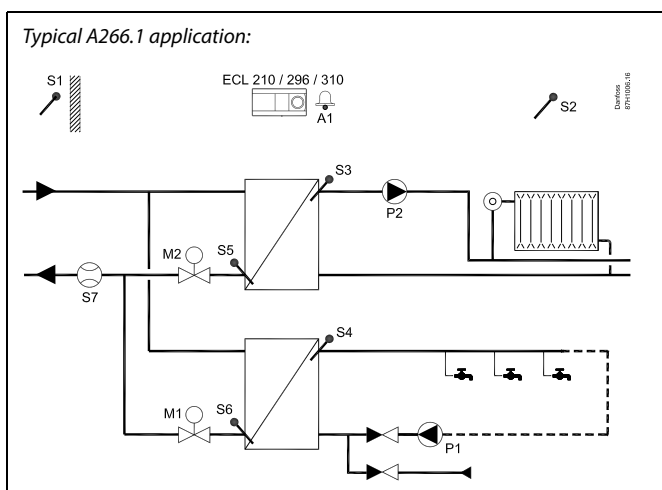 Typical A266.1 application:
S1
ECL 210 / 296 / 310
A1
S2
Danfoss
87H1006.16
S3
P2
M2
S5
S7
S4
M1
S6
P1